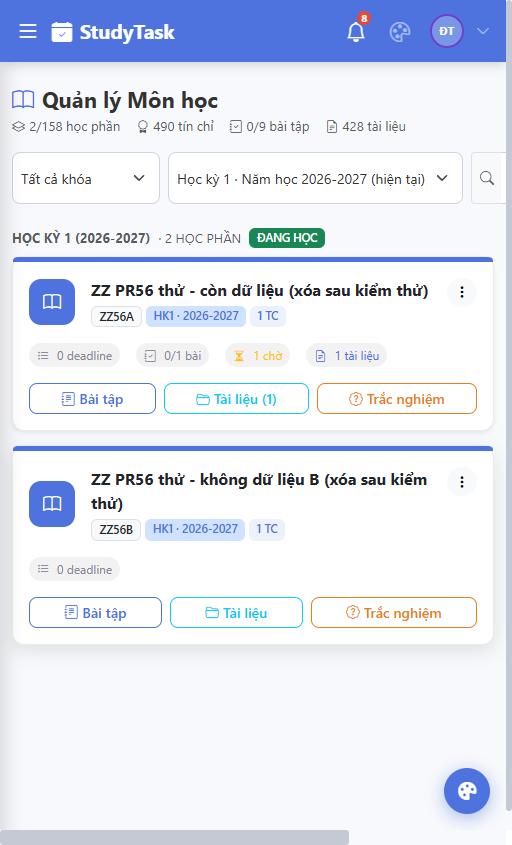 StudyTask
8
ĐT
Quản lý Môn học
2/158 học phần 490 tín chỉ 0/9 bài tập 428 tài liệu
Tất cả khóa
Học kỳ 1 · Năm học 2026-2027 (hiện tại)
HỌC KỲ 1 (2026-2027) · 2 HỌC PHẦN ĐANG HỌC
ZZ PR56 thử - còn dữ liệu (xóa sau kiểm thử)
ZZ56A HK1 · 2026-2027 1 TC
0 deadline 0/1 bài 1 chờ 1 tài liệu
Bài tập Tài liệu (1) Trắc nghiệm
ZZ PR56 thử - không dữ liệu B (xóa sau kiểm
thử)
ZZ56B HK1 · 2026-2027 1 TC
0 deadline
Bài tập Tài liệu Trắc nghiệm